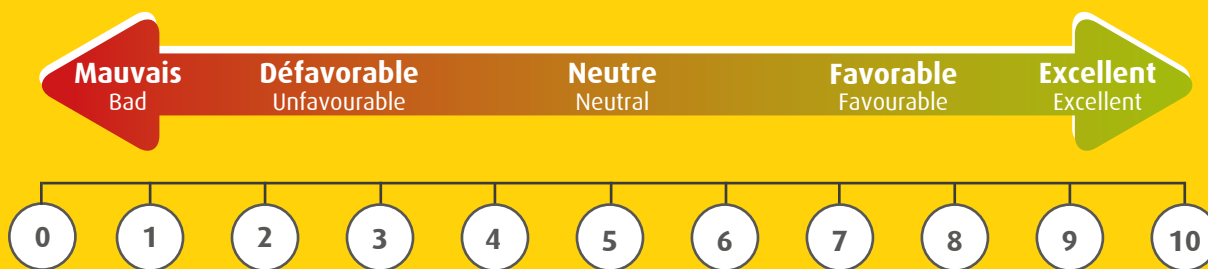 Mauvais Défavorable Neutre Favorable Excellent
Bad Unfavourable Neutral Favourable Excellent
0 1 2 3 4 5 6 7 8 9 10